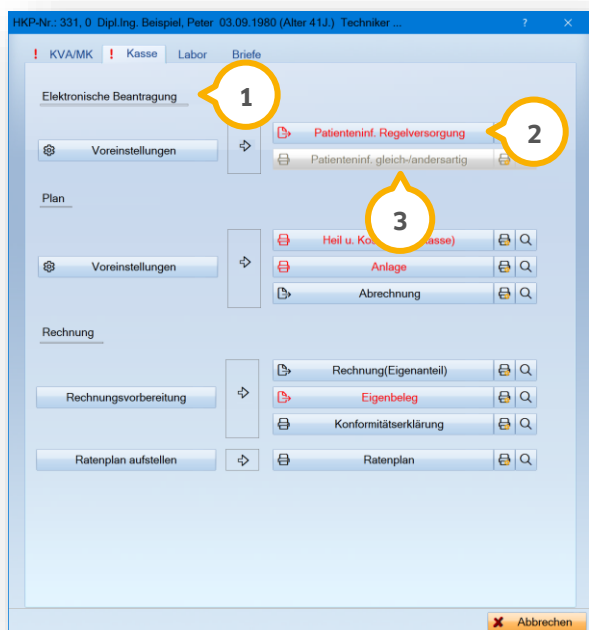 HKP-Nr.: 331, 0 Dipl.Ing. Beispiel, Peter 03.09.1980 (Alter 41J.) Techniker ... ?
! KVA/MK ! Kasse Labor Briefe
Elektronische Beantragung
1
Patienteninf. Regelversorgung
2
Voreinstellungen
Patienteninf. gleich-/andersartig
Plan
3
Heil u.
Voreinstellungen
Anlage
Abrechnung
Rechnung
Rechnung(Eigenanteil)
Rechnungsvorbereitung
Eigenbeleg
Konformitätserklärung
Ratenplan aufstellen
Ratenplan
Abbrechen